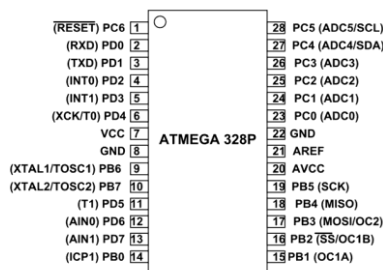 (RESET) PC6 1
(RXD) PD0 2
(TXD) PD1 3
(INT0) PD2 4
(INT1) PD3 5
(XCK/T0) PD4 6
VCC 7
GND 8
(XTAL1/TOSC1) PB6 9
(XTAL2/TOSC2) PB7 10
(T1) PD5 11
(AIN0) PD6 12
(AIN1) PD7 13
(ICP1) PB0 14
ATMEGA 328P
28 PC5 (ADC5/SCL)
27 PC4 (ADC4/SDA)
26 PC3 (ADC3)
25 PC2 (ADC2)
24 PC1 (ADC1)
23 PC0 (ADC0)
22 GND
21 AREF
20 AVCC
19 PB5 (SCK)
18 PB4 (MISO)
17 PB3 (MOSI/OC2)
16 PB2 (SS/OC1B)
15 PB1 (OC1A)